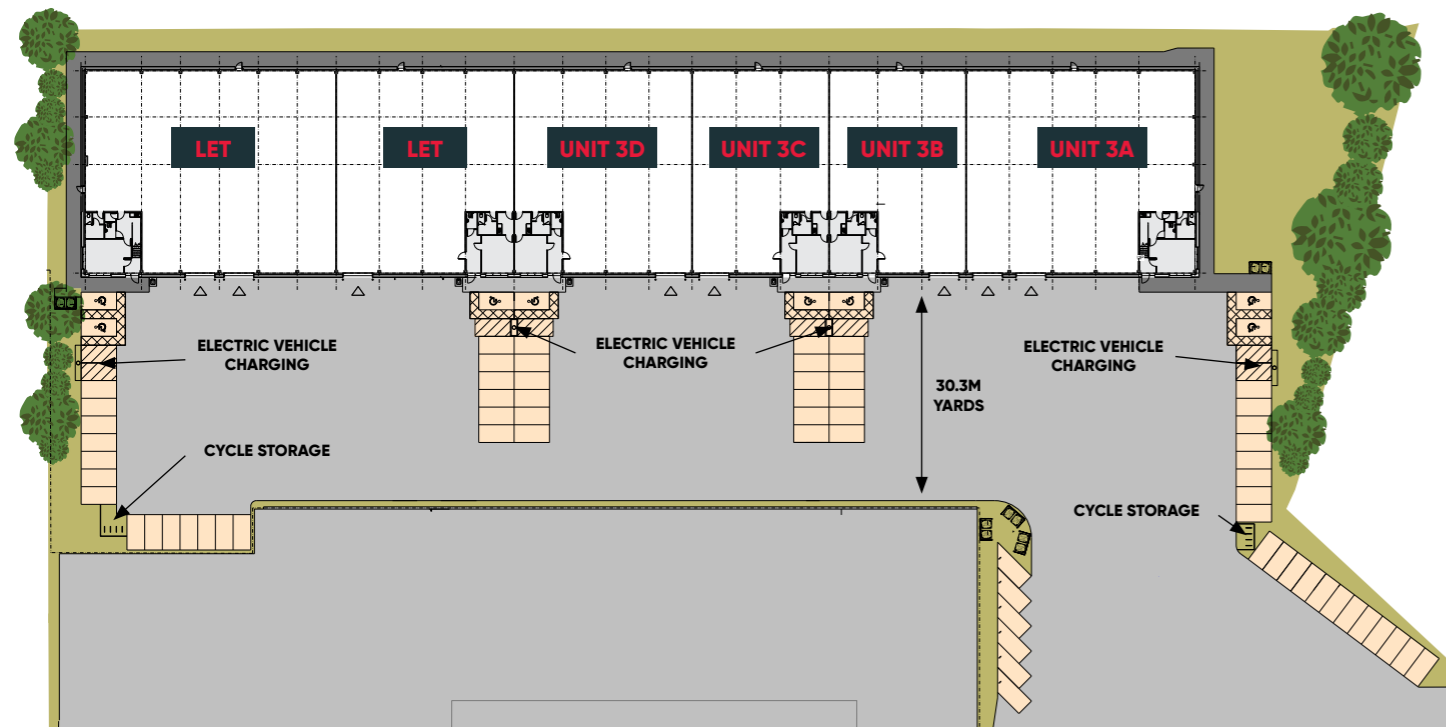 LET
LET
UNIT 3D
UNIT 3C
UNIT 3B
UNIT 3A
ELECTRIC VEHICLE
CHARGING
ELECTRIC VEHICLE
CHARGING
ELECTRIC VEHICLE
CHARGING
30.3M
YARDS
CYCLE STORAGE
CYCLE STORAGE